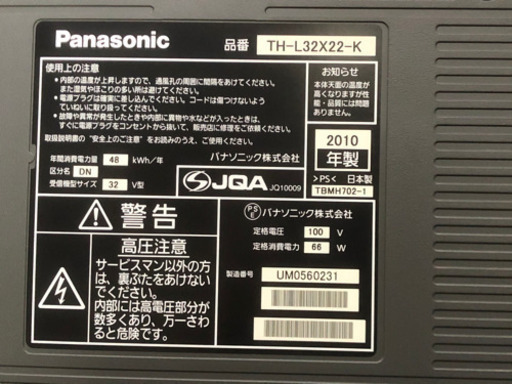 Panasonic
品番 TH-L32X22-K
使用上の注意
・内部の温度が上昇しますので、通風孔の周囲に間隔をあけてください。
また湿気やほこりの多い所は避けてください。
・電源プラグは確実に差し込んでください。コードは傷つけないよう
ていねいに取り扱ってください。
・故障や異常が発生したときや内部に異物や水などが入ったときは、
すぐに電源プラグをコンセントから抜いて、販売店に修理をご依頼ください。
取扱説明書の"安全上のご注意"をお読みのうえ、ご使用ください。
お知らせ
本体天面の温度が
高くなりますが、
性能・品質には問題
ありません。
年間消費電力量 48 kWh/年
区分名 DN
受信機型サイズ 32 V型
パナソニック株式会社
JQA JQ10009
2010
年製
>PS< 日本製
TBMH702-1
警告
高圧注意
サービスマン以外の方は、
裏ぶたをあけないで
ください。
内部には高電圧部分が
数多くあり、万一さわる
と危険です。
PSE パナソニック株式会社
定格電圧 100 V
定格消費電力 66 W
製造番号 UM0560231